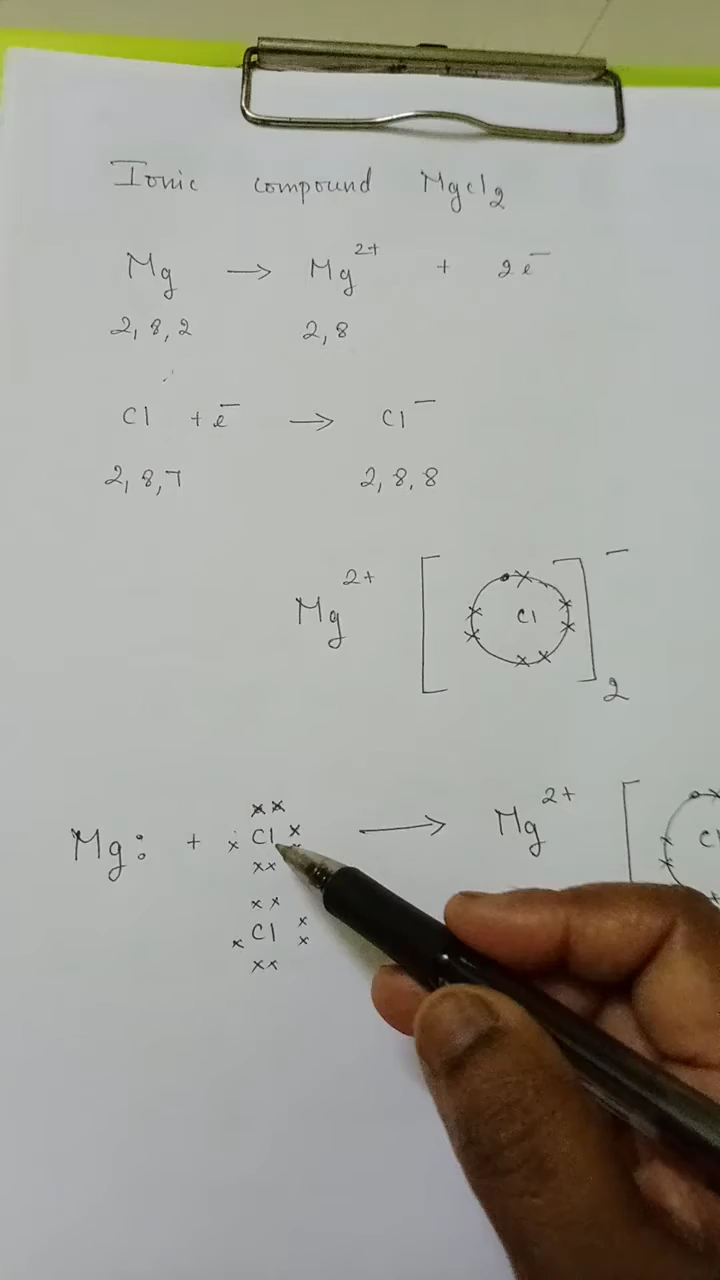 Ionic compound Mgcl2
Mg → Mg2+ + 2e−
2, 8, 2 2, 8
Cl + e− → Cl−
2, 8, 7 2, 8, 8
Mg2+ [ Cl ]−2
Mg: + Cl → Mg2+ [ Cl
Cl